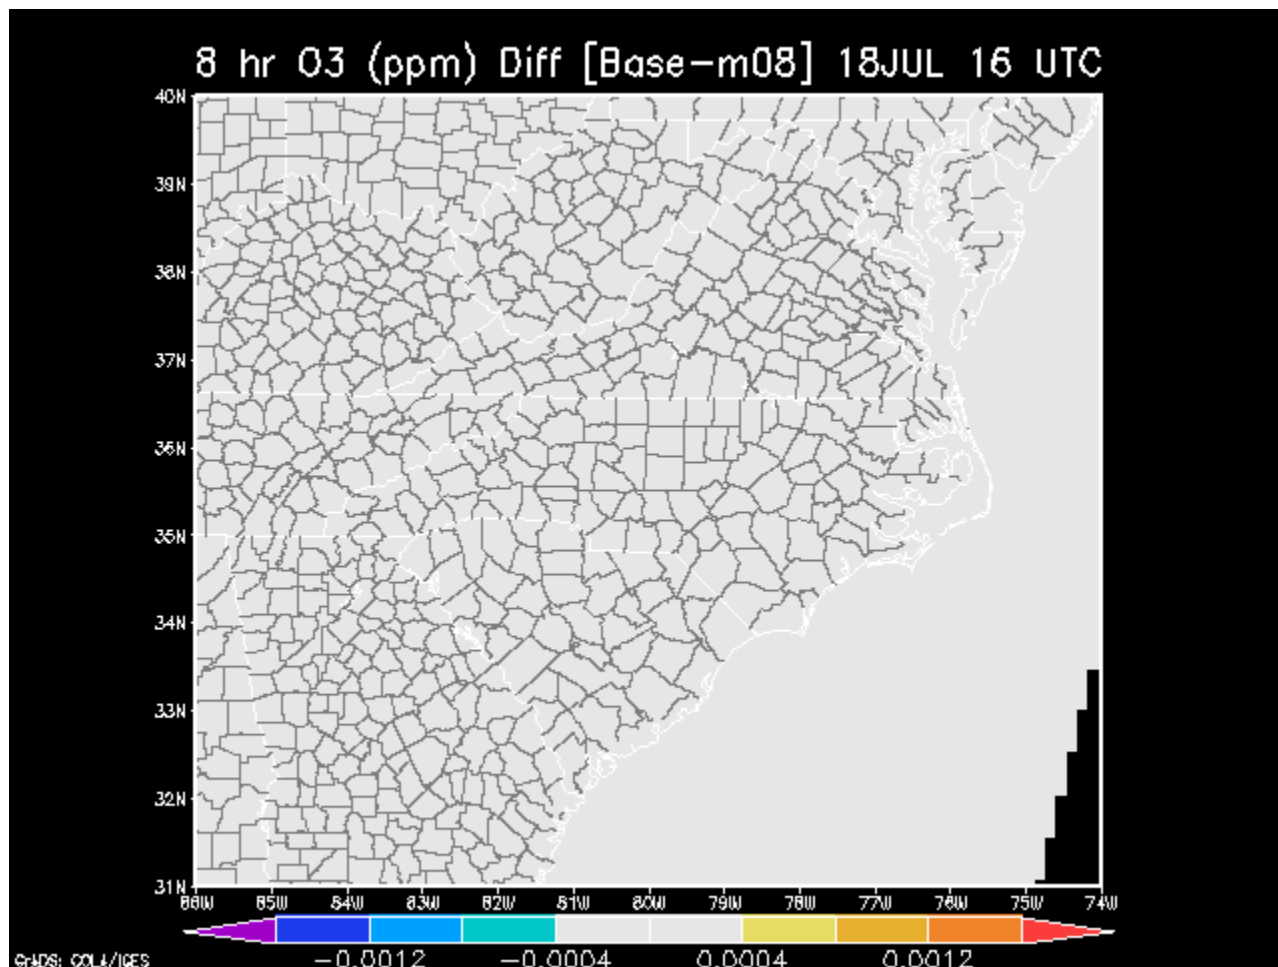 8 hr O3 (ppm) Diff [Base-m08] 18JUL 16 UTC
40N
39N
38N
37N
36N
35N
34N
33N
32N
31N
86W 85W 84W 83W 82W 81W 80W 79W 78W 77W 76W 75W 74W
-0.0012 -0.0004 0.0004 0.0012
GrADS: COLA/IGES